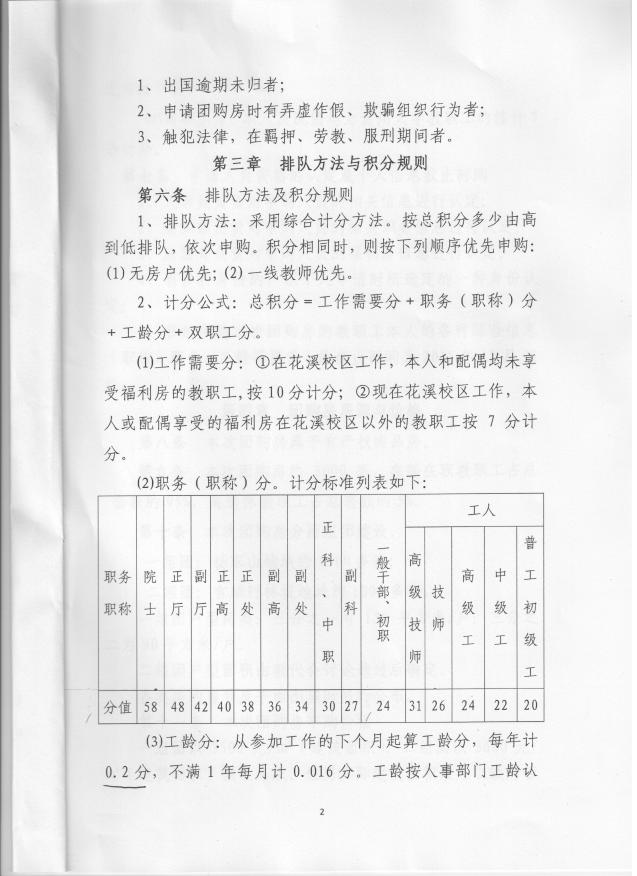 1、出国逾期未归者;
2、申请团购房时有弄虚作假、欺骗组织行为者;
3、触犯法律，在羁押、劳教、服刑期间者。
第三章 排队方法与积分规则
第六条 排队方法及积分规则
1、排队方法：采用综合计分方法。按总积分多少由高
到低排队，依次申购。积分相同时，则按下列顺序优先申购：
(1)无房户优先；(2)一线教师优先。
2、计分公式：总积分＝工作需要分＋职务（职称）分
＋工龄分＋双职工分。
(1)工作需要分：①在花溪校区工作，本人和配偶均未享
受福利房的教职工,按10分计分；②现在花溪校区工作，本
人或配偶享受的福利房在花溪校区以外的教职工按 7 分计
分。
(2)职务（职称）分。计分标准列表如下：
工人
职务职称 院士 正厅 副厅 正高 正处 副高 副处 正科、中职 副科 一般干部、初职 高级技师 技师 高级工 中级工 普工初级工
分值 58 48 42 40 38 36 34 30 27 24 31 26 24 22 20
(3)工龄分：从参加工作的下个月起算工龄分，每年计
0.2分，不满1年每月计0.016分。工龄按人事部门工龄认
2